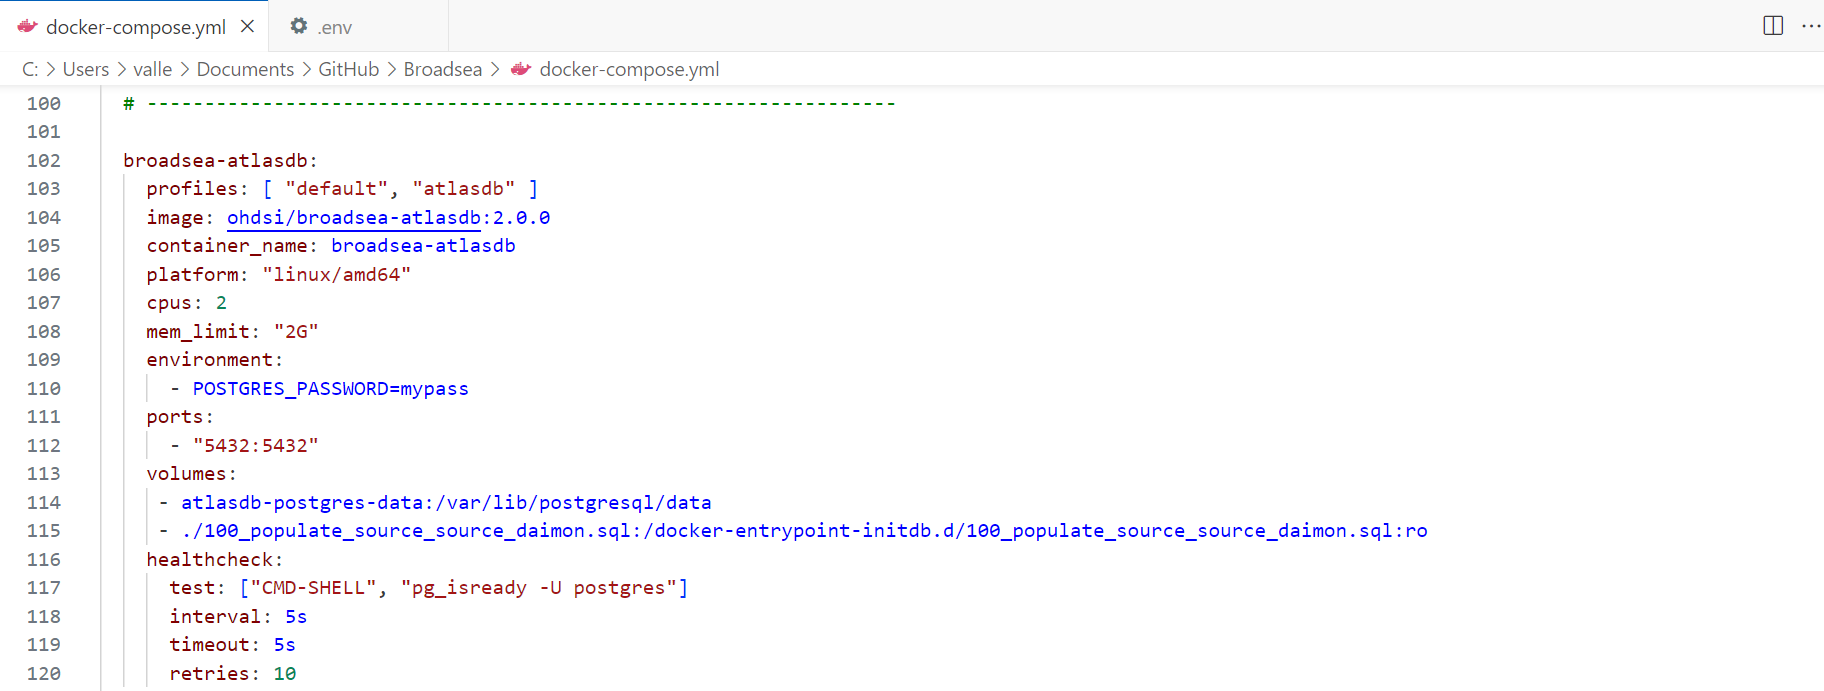 docker-compose.yml .env
C: > Users > valle > Documents > GitHub > Broadsea > docker-compose.yml
100 # -----------------------------------------------------------------
101
102 broadsea-atlasdb:
103 profiles: [ "default", "atlasdb" ]
104 image: ohdsi/broadsea-atlasdb:2.0.0
105 container_name: broadsea-atlasdb
106 platform: "linux/amd64"
107 cpus: 2
108 mem_limit: "2G"
109 environment:
110 - POSTGRES_PASSWORD=mypass
111 ports:
112 - "5432:5432"
113 volumes:
114 - atlasdb-postgres-data:/var/lib/postgresql/data
115 - ./100_populate_source_source_daimon.sql:/docker-entrypoint-initdb.d/100_populate_source_source_daimon.sql:ro
116 healthcheck:
117 test: ["CMD-SHELL", "pg_isready -U postgres"]
118 interval: 5s
119 timeout: 5s
120 retries: 10